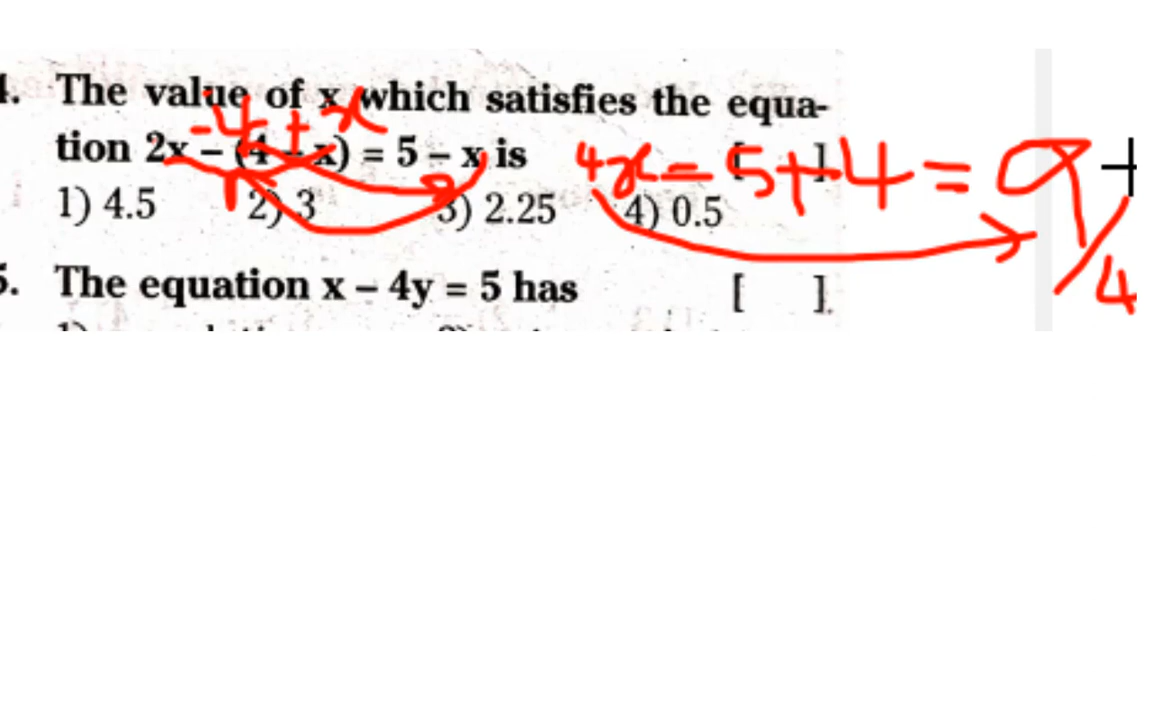 4. The value of x which satisfies the equa-
-4 + x
tion 2x – (4 – x) = 5 – x is [ ]
4x = 5+4 = 9/4
1) 4.5 2) 3 3) 2.25 4) 0.5
5. The equation x – 4y = 5 has [ ]